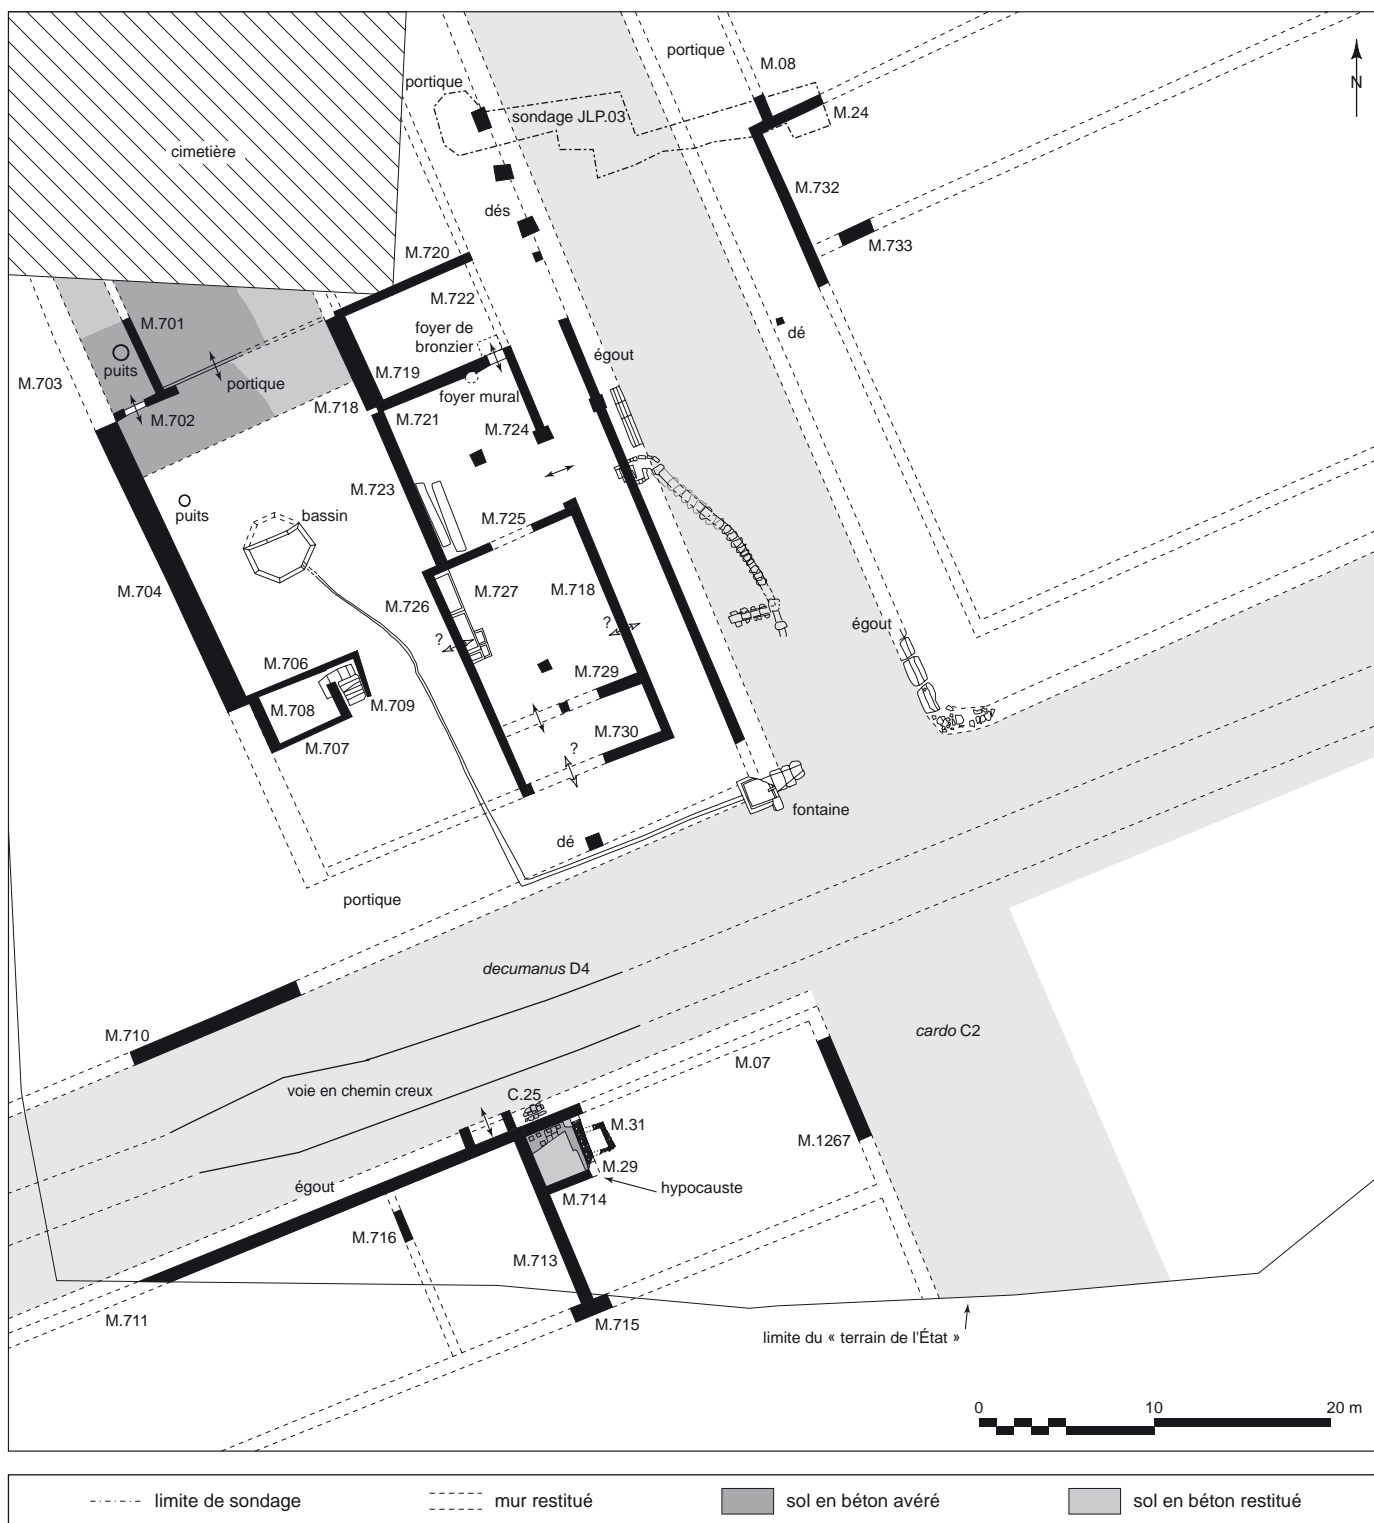 portique
M.08
N
portique
sondage JLP.03
M.24
cimetière
M.732
dés
M.733
M.720
M.722
foyer de
bronzier
M.701
puits
égout
dé
M.703
portique
M.719
foyer mural
M.702
M.718
M.721
M.724
M.723
puits
bassin
M.725
M.704
M.726
M.727
M.718
?
?
égout
M.706
M.729
M.708
M.709
M.707
M.730
?
fontaine
dé
portique
decumanus D4
M.710
cardo C2
M.07
voie en chemin creux
C.25
M.31
M.1267
M.29
égout
hypocauste
M.714
M.716
M.713
M.711
M.715
limite du « terrain de l'État »
0 10 20 m
limite de sondage
mur restitué
sol en béton avéré
sol en béton restitué